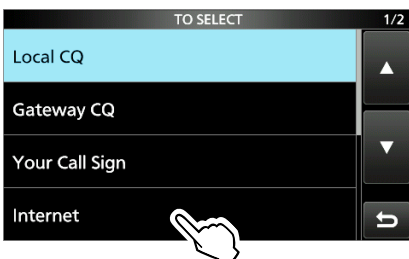 TO SELECT 1/2
Local CQ
Gateway CQ
Your Call Sign
Internet